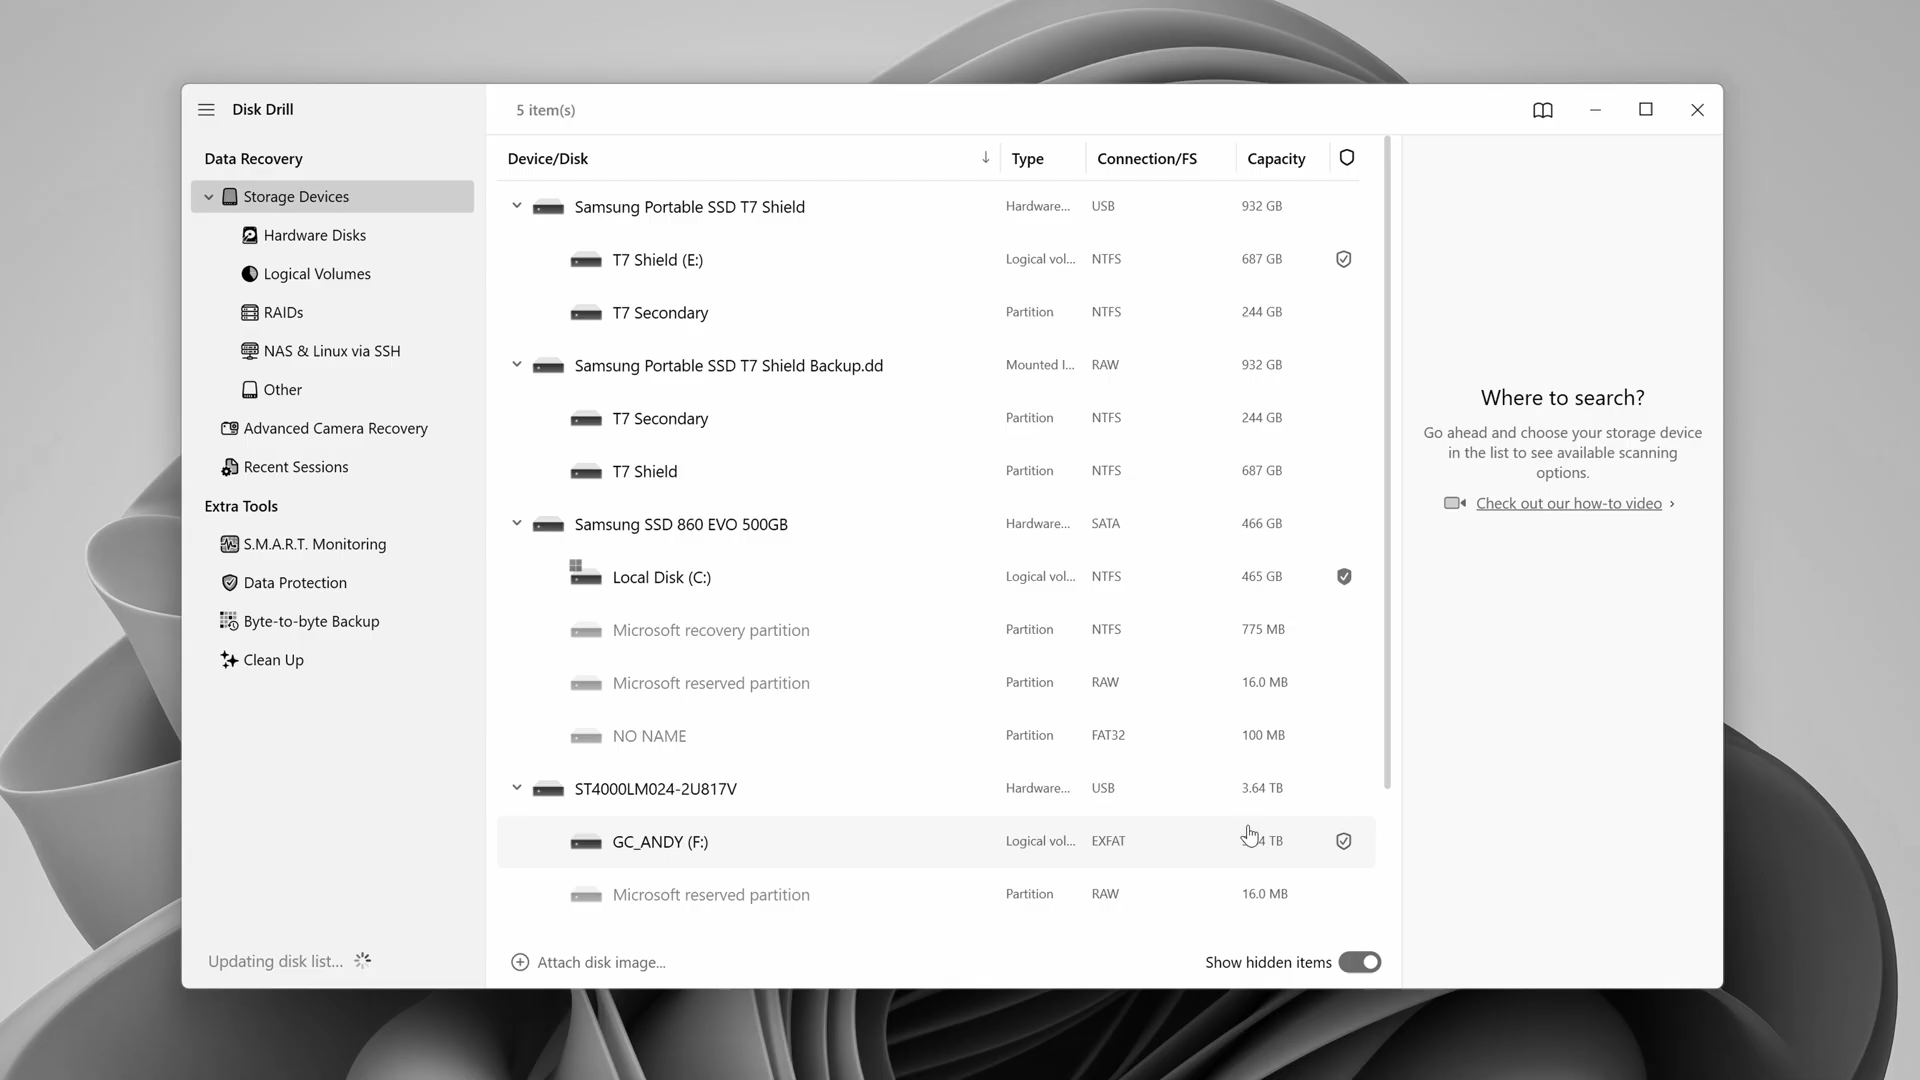 Disk Drill
5 item(s)
Data Recovery
Storage Devices
Hardware Disks
Logical Volumes
RAIDs
NAS & Linux via SSH
Other
Advanced Camera Recovery
Recent Sessions
Extra Tools
S.M.A.R.T. Monitoring
Data Protection
Byte-to-byte Backup
Clean Up
Updating disk list...
Device/Disk Type Connection/FS Capacity
Samsung Portable SSD T7 Shield Hardware... USB 932 GB
T7 Shield (E:) Logical vol... NTFS 687 GB
T7 Secondary Partition NTFS 244 GB
Samsung Portable SSD T7 Shield Backup.dd Mounted I... RAW 932 GB
T7 Secondary Partition NTFS 244 GB
T7 Shield Partition NTFS 687 GB
Samsung SSD 860 EVO 500GB Hardware... SATA 466 GB
Local Disk (C:) Logical vol... NTFS 465 GB
Microsoft recovery partition Partition NTFS 775 MB
Microsoft reserved partition Partition RAW 16.0 MB
NO NAME Partition FAT32 100 MB
ST4000LM024-2U817V Hardware... USB 3.64 TB
GC_ANDY (F:) Logical vol... EXFAT TB
Microsoft reserved partition Partition RAW 16.0 MB
Attach disk image...
Show hidden items
Where to search?
Go ahead and choose your storage device
in the list to see available scanning
options.
Check out our how-to video